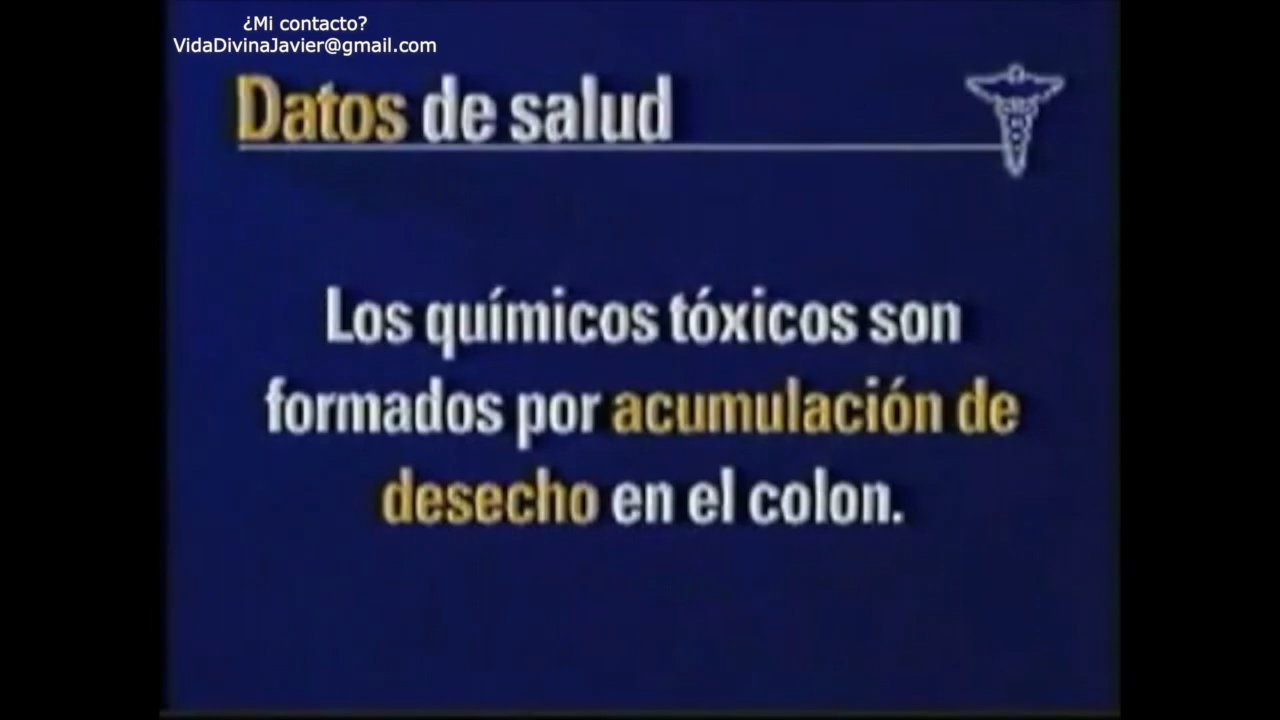 ¿Mi contacto?
VidaDivinaJavier@gmail.com
Datos de salud
Los químicos tóxicos son
formados por acumulación de
desecho en el colon.